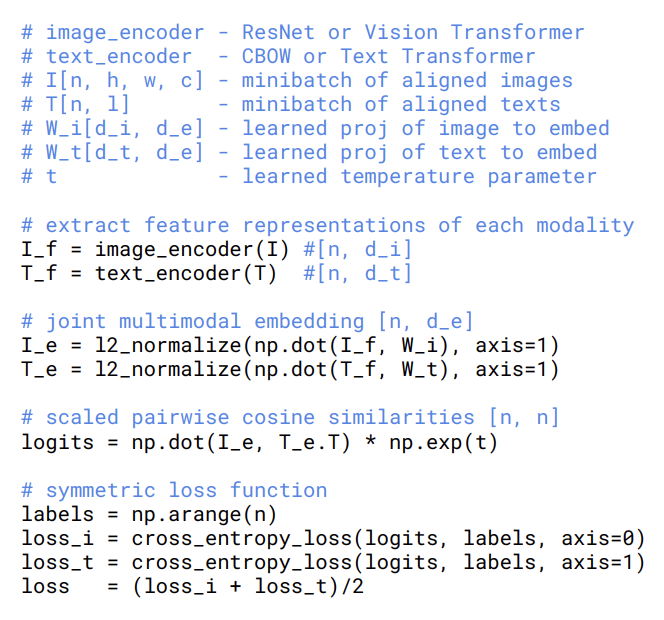 # image_encoder - ResNet or Vision Transformer
# text_encoder  - CBOW or Text Transformer
# I[n, h, w, c] - minibatch of aligned images
# T[n, l]       - minibatch of aligned texts
# W_i[d_i, d_e] - learned proj of image to embed
# W_t[d_t, d_e] - learned proj of text to embed
# t             - learned temperature parameter

# extract feature representations of each modality
I_f = image_encoder(I) #[n, d_i]
T_f = text_encoder(T)  #[n, d_t]

# joint multimodal embedding [n, d_e]
I_e = l2_normalize(np.dot(I_f, W_i), axis=1)
T_e = l2_normalize(np.dot(T_f, W_t), axis=1)

# scaled pairwise cosine similarities [n, n]
logits = np.dot(I_e, T_e.T) * np.exp(t)

# symmetric loss function
labels = np.arange(n)
loss_i = cross_entropy_loss(logits, labels, axis=0)
loss_t = cross_entropy_loss(logits, labels, axis=1)
loss   = (loss_i + loss_t)/2